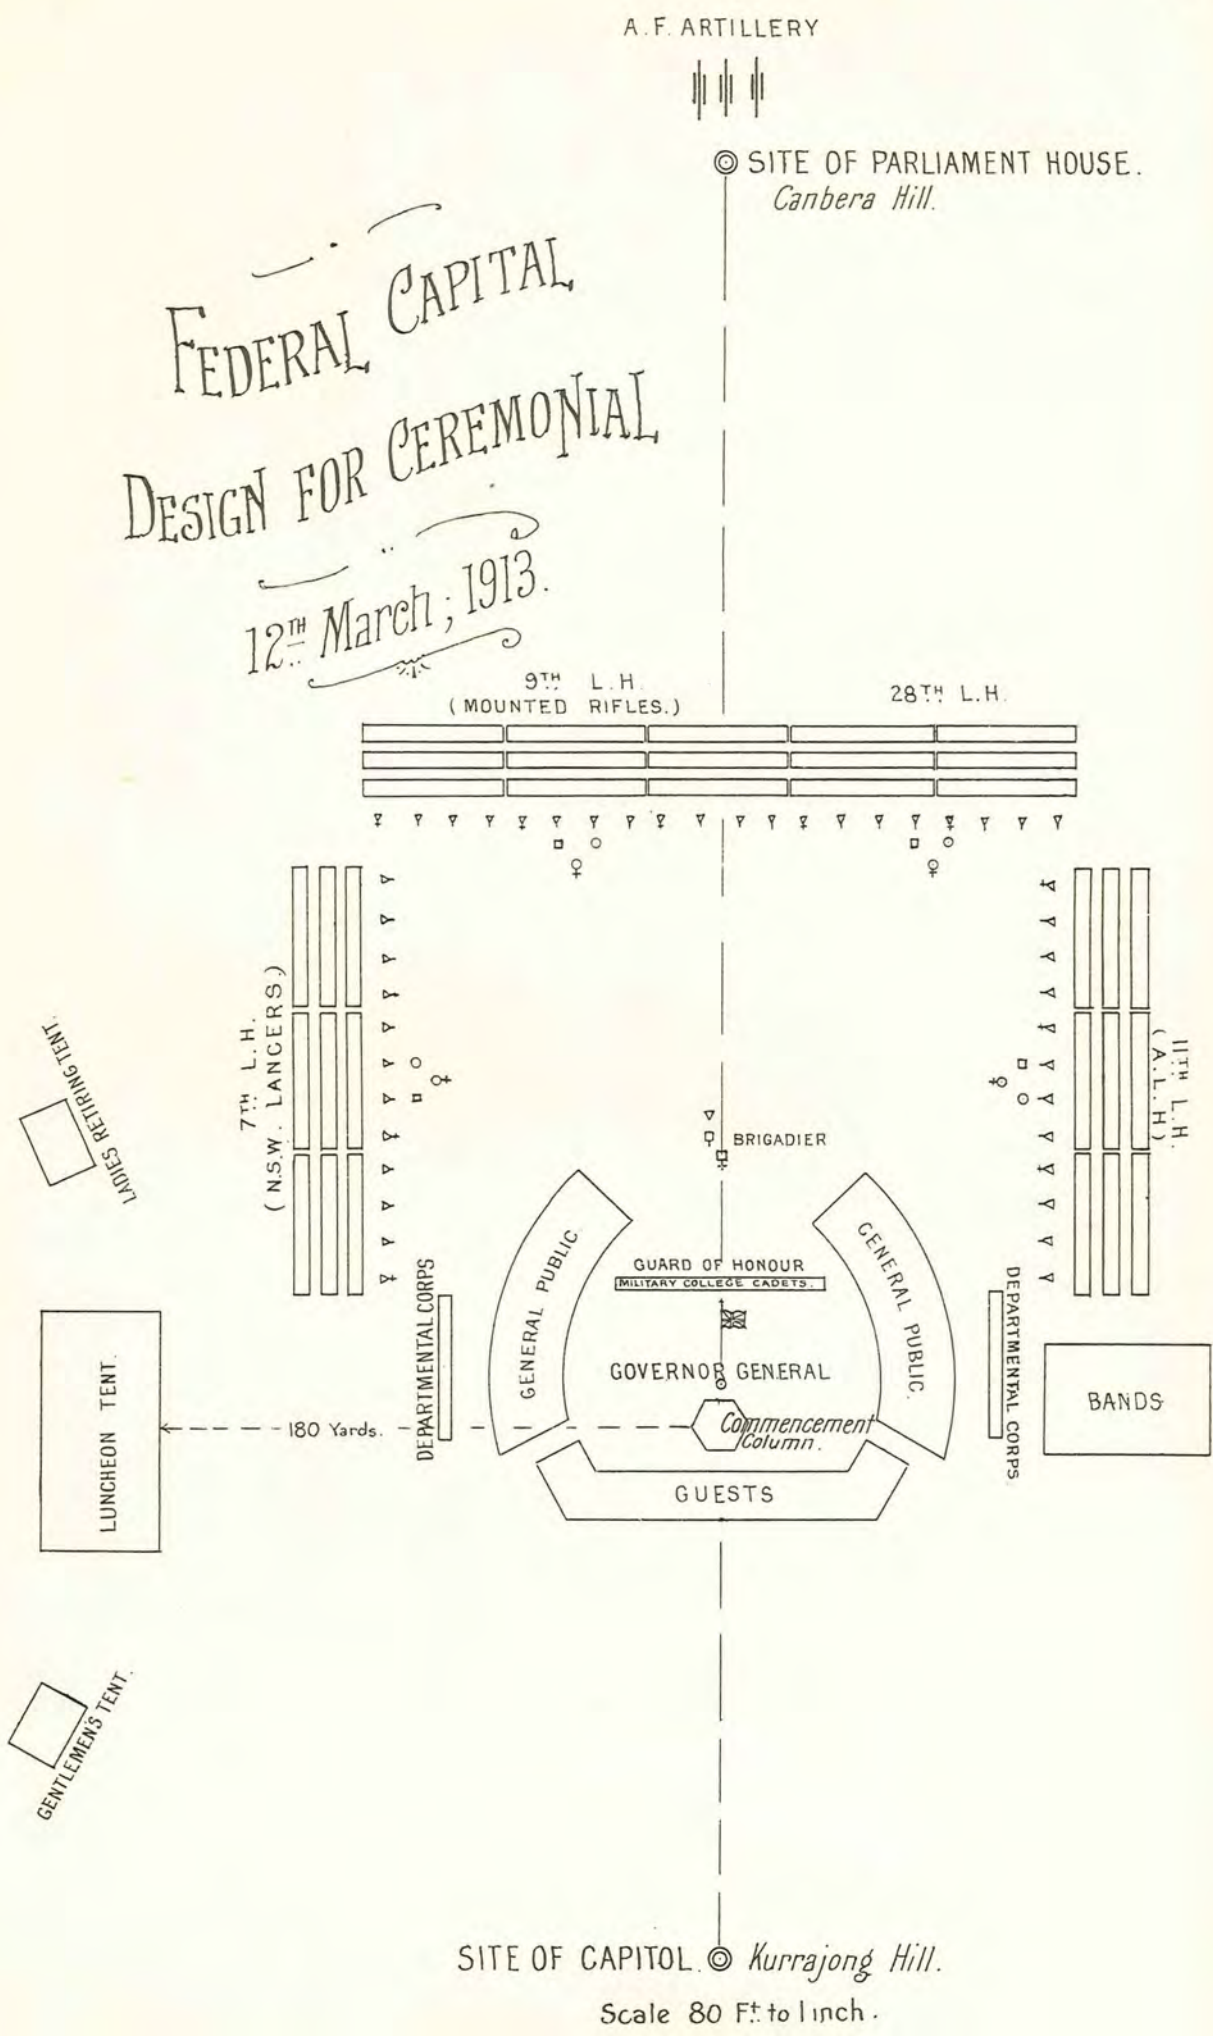 A.F. ARTILLERY
SITE OF PARLIAMENT HOUSE.
Canbera Hill.
FEDERAL CAPITAL
DESIGN FOR CEREMONIAL
12TH March; 1913.
9TH L.H.
(MOUNTED RIFLES.)
28TH L.H.
7TH L.H.
(N.S.W. LANCERS.)
11TH L.H.
(A.L.H)
LADIES RETIRING TENT.
BRIGADIER
GENERAL PUBLIC
GENERAL PUBLIC.
GUARD OF HONOUR
MILITARY COLLEGE CADETS.
DEPARTMENTAL CORPS
DEPARTMENTAL CORPS
GOVERNOR GENERAL
LUNCHEON TENT.
180 Yards.
Commencement
Column.
BANDS
GUESTS
GENTLEMEN'S TENT.
SITE OF CAPITOL. Kurrajong Hill.
Scale 80 Ft. to 1 inch.